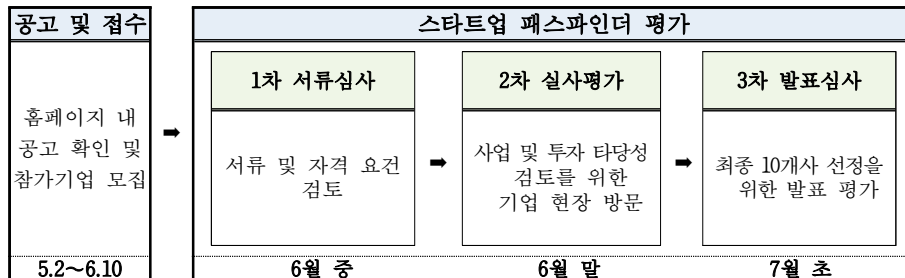 공고 및 접수
스타트업 패스파인더 평가
홈페이지 내
공고 확인 및
참가기업 모집
➡
1차 서류심사
서류 및 자격 요건
검토
➡
2차 실사평가
사업 및 투자 타당성
검토를 위한
기업 현장 방문
➡
3차 발표심사
최종 10개사 선정을
위한 발표 평가
5.2～6.10
6월 중
6월 말
7월 초